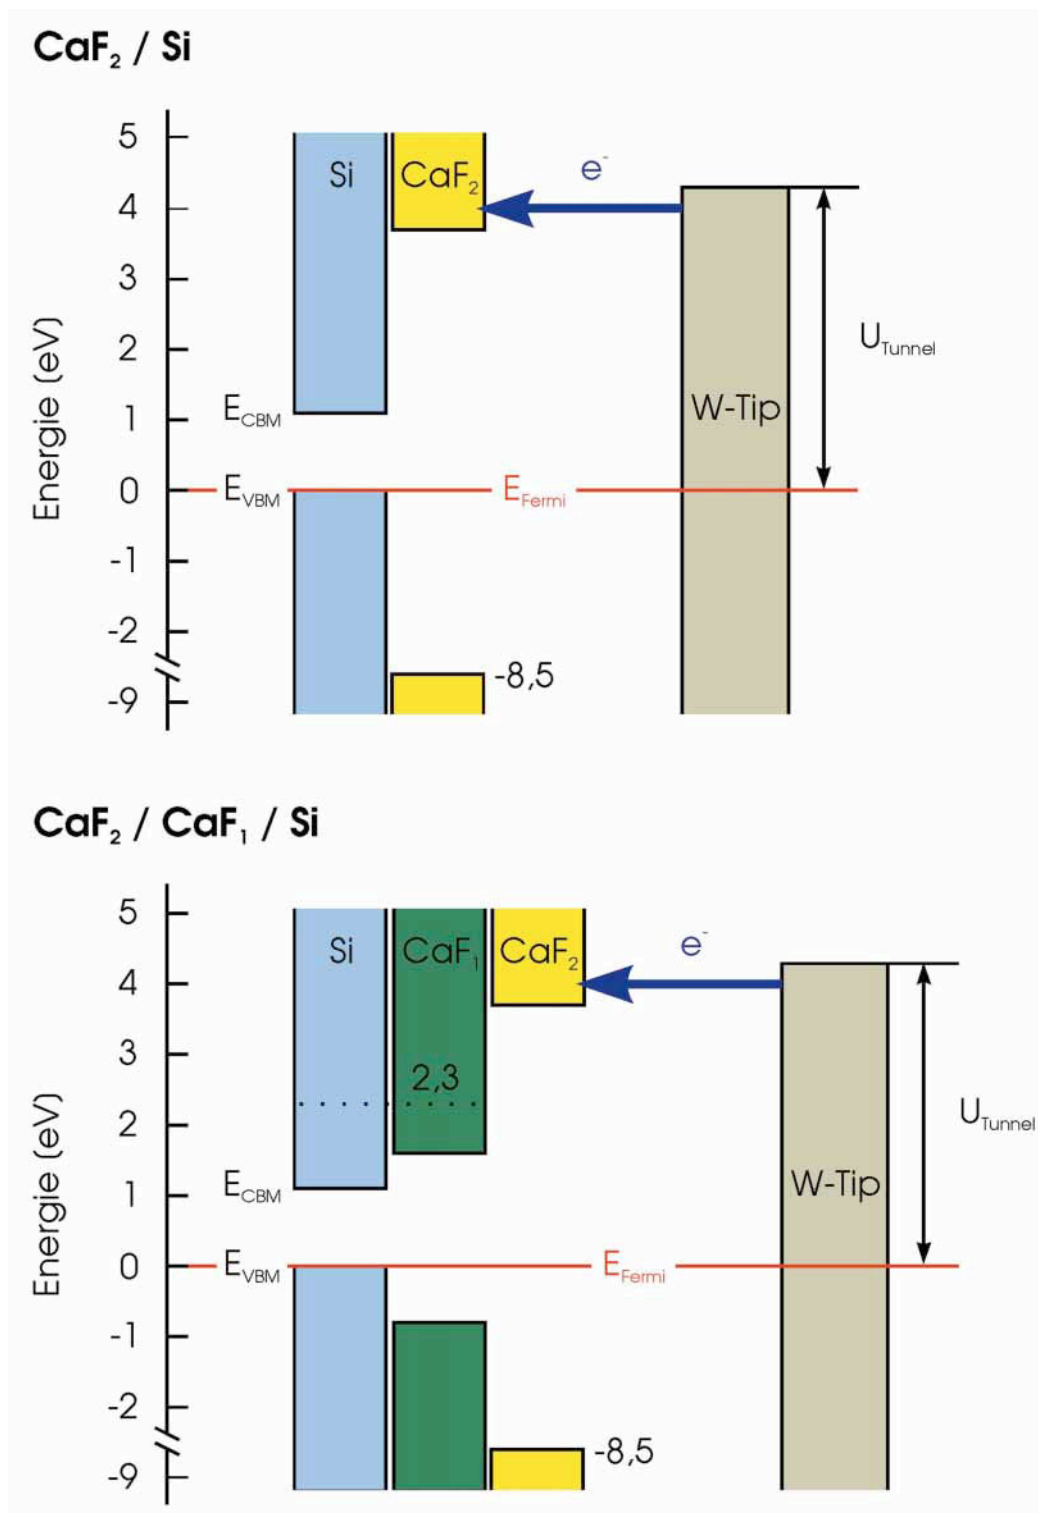 CaF₂ / Si
5
Si
CaF₂
e⁻
4
3
2
U_Tunnel
Energie (eV)
E_CBM
1
W-Tip
0
E_VBM
E_Fermi
-1
-2
-8,5
-9
CaF₂ / CaF₁ / Si
5
Si
CaF₁
CaF₂
e⁻
4
3
2,3
2
U_Tunnel
Energie (eV)
E_CBM
1
W-Tip
0
E_VBM
E_Fermi
-1
-2
-8,5
-9